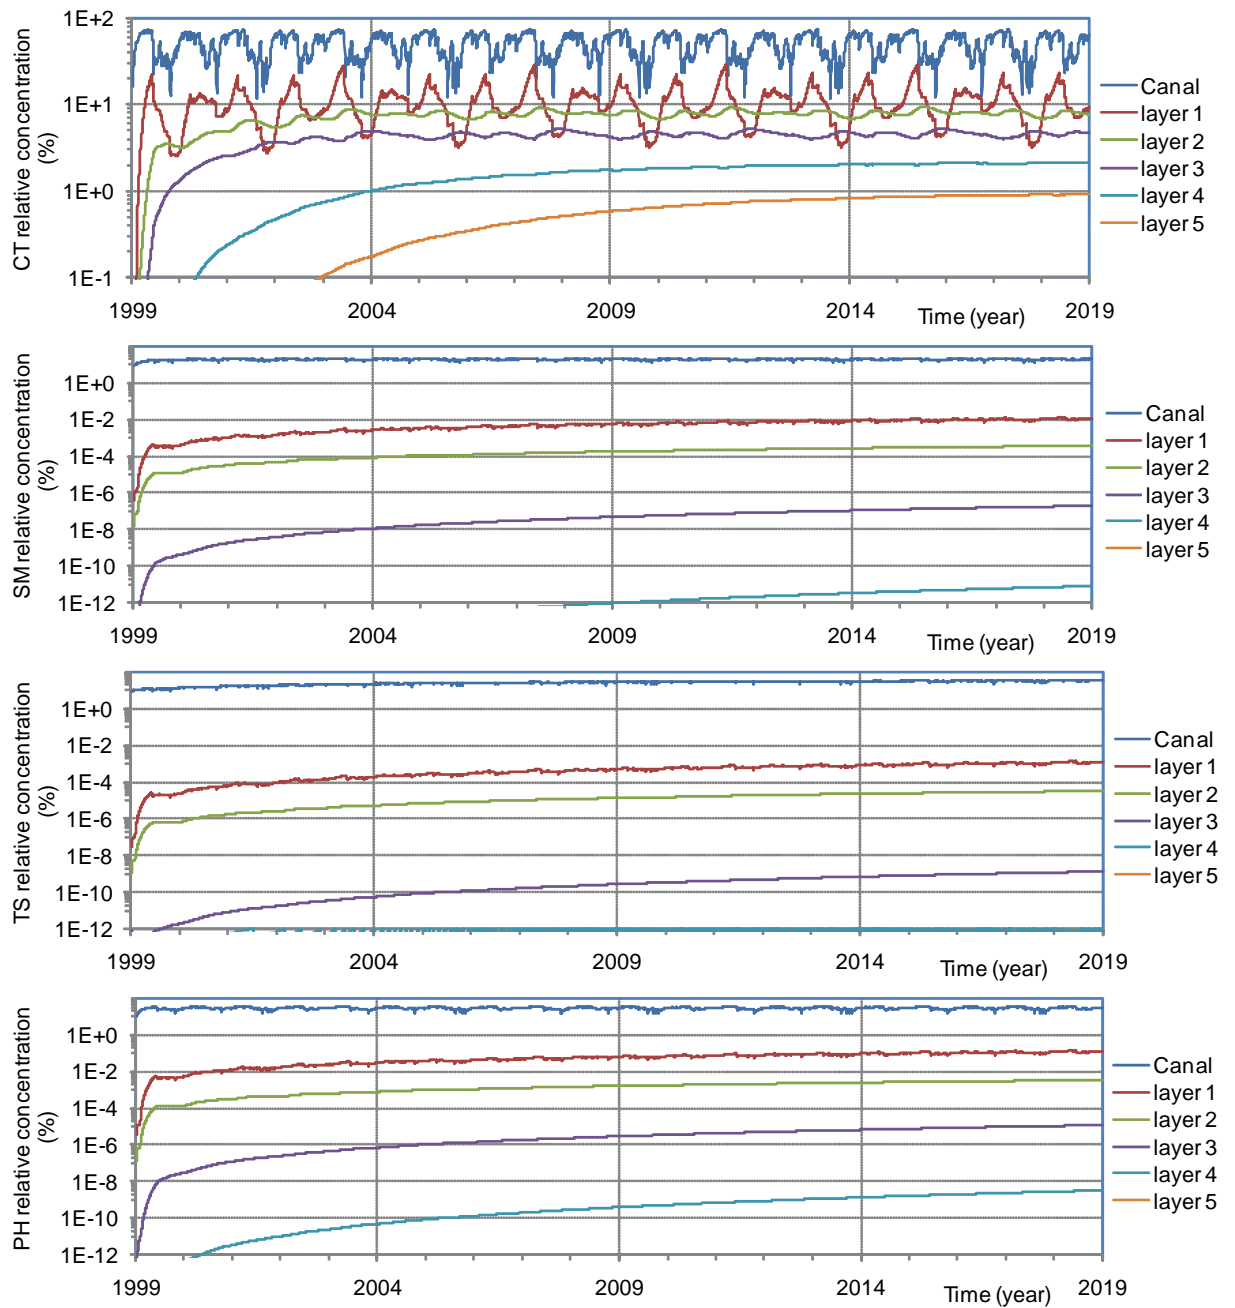 CT relative concentration
(%)
1E+2
1E+1
1E+0
1E-1
1999
2004
2009
2014
2019
Time (year)
Canal
layer 1
layer 2
layer 3
layer 4
layer 5
SM relative concentration
(%)
1E+0
1E-2
1E-4
1E-6
1E-8
1E-10
1E-12
1999
2004
2009
2014
2019
Time (year)
Canal
layer 1
layer 2
layer 3
layer 4
layer 5
TS relative concentration
(%)
1E+0
1E-2
1E-4
1E-6
1E-8
1E-10
1E-12
1999
2004
2009
2014
2019
Time (year)
Canal
layer 1
layer 2
layer 3
layer 4
layer 5
PH relative concentration
(%)
1E+0
1E-2
1E-4
1E-6
1E-8
1E-10
1E-12
1999
2004
2009
2014
2019
Time (year)
Canal
layer 1
layer 2
layer 3
layer 4
layer 5